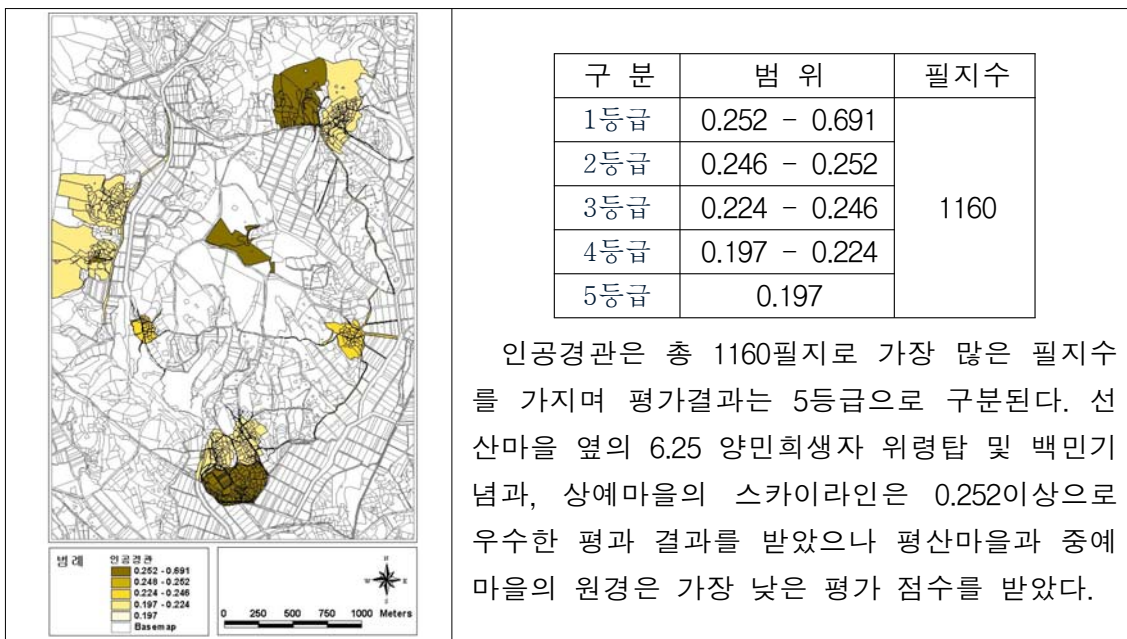 구 분 범 위 필지수
1등급 0.252 - 0.691
2등급 0.246 - 0.252
3등급 0.224 - 0.246 1160
4등급 0.197 - 0.224
5등급 0.197
인공경관은 총 1160필지로 가장 많은 필지수
를 가지며 평가결과는 5등급으로 구분된다. 선
산마을 옆의 6.25 양민희생자 위령탑 및 백민기
념과, 상예마을의 스카이라인은 0.252이상으로
우수한 평과 결과를 받았으나 평산마을과 중예
마을의 원경은 가장 낮은 평가 점수를 받았다.
범례 인공경관
0.252 - 0.691
0.248 - 0.252
0.224 - 0.246
0.197 - 0.224
0.197
Basemap
N
W E
S
0 250 500 750 1000 Meters